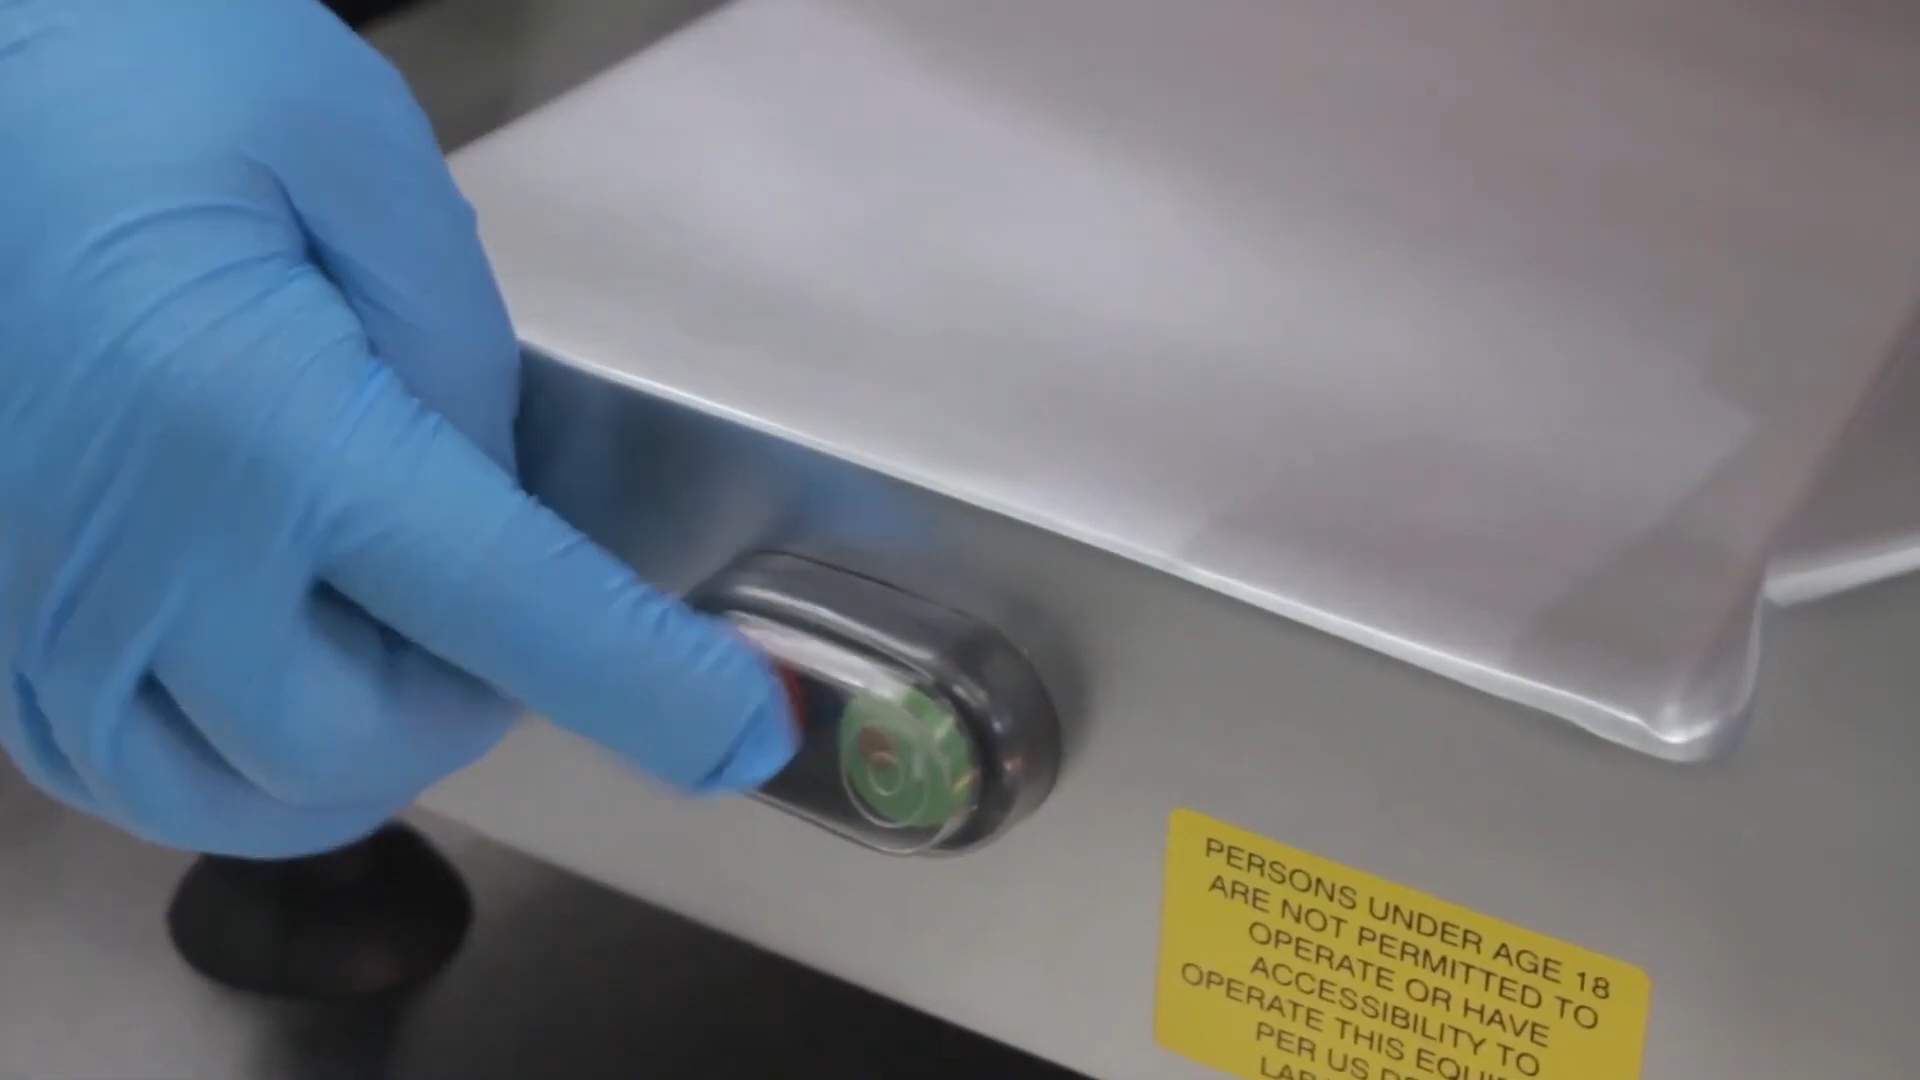 PERSONS UNDER AGE 18
ARE NOT PERMITTED TO
OPERATE OR HAVE
ACCESSIBILITY TO
OPERATE THIS
PER US